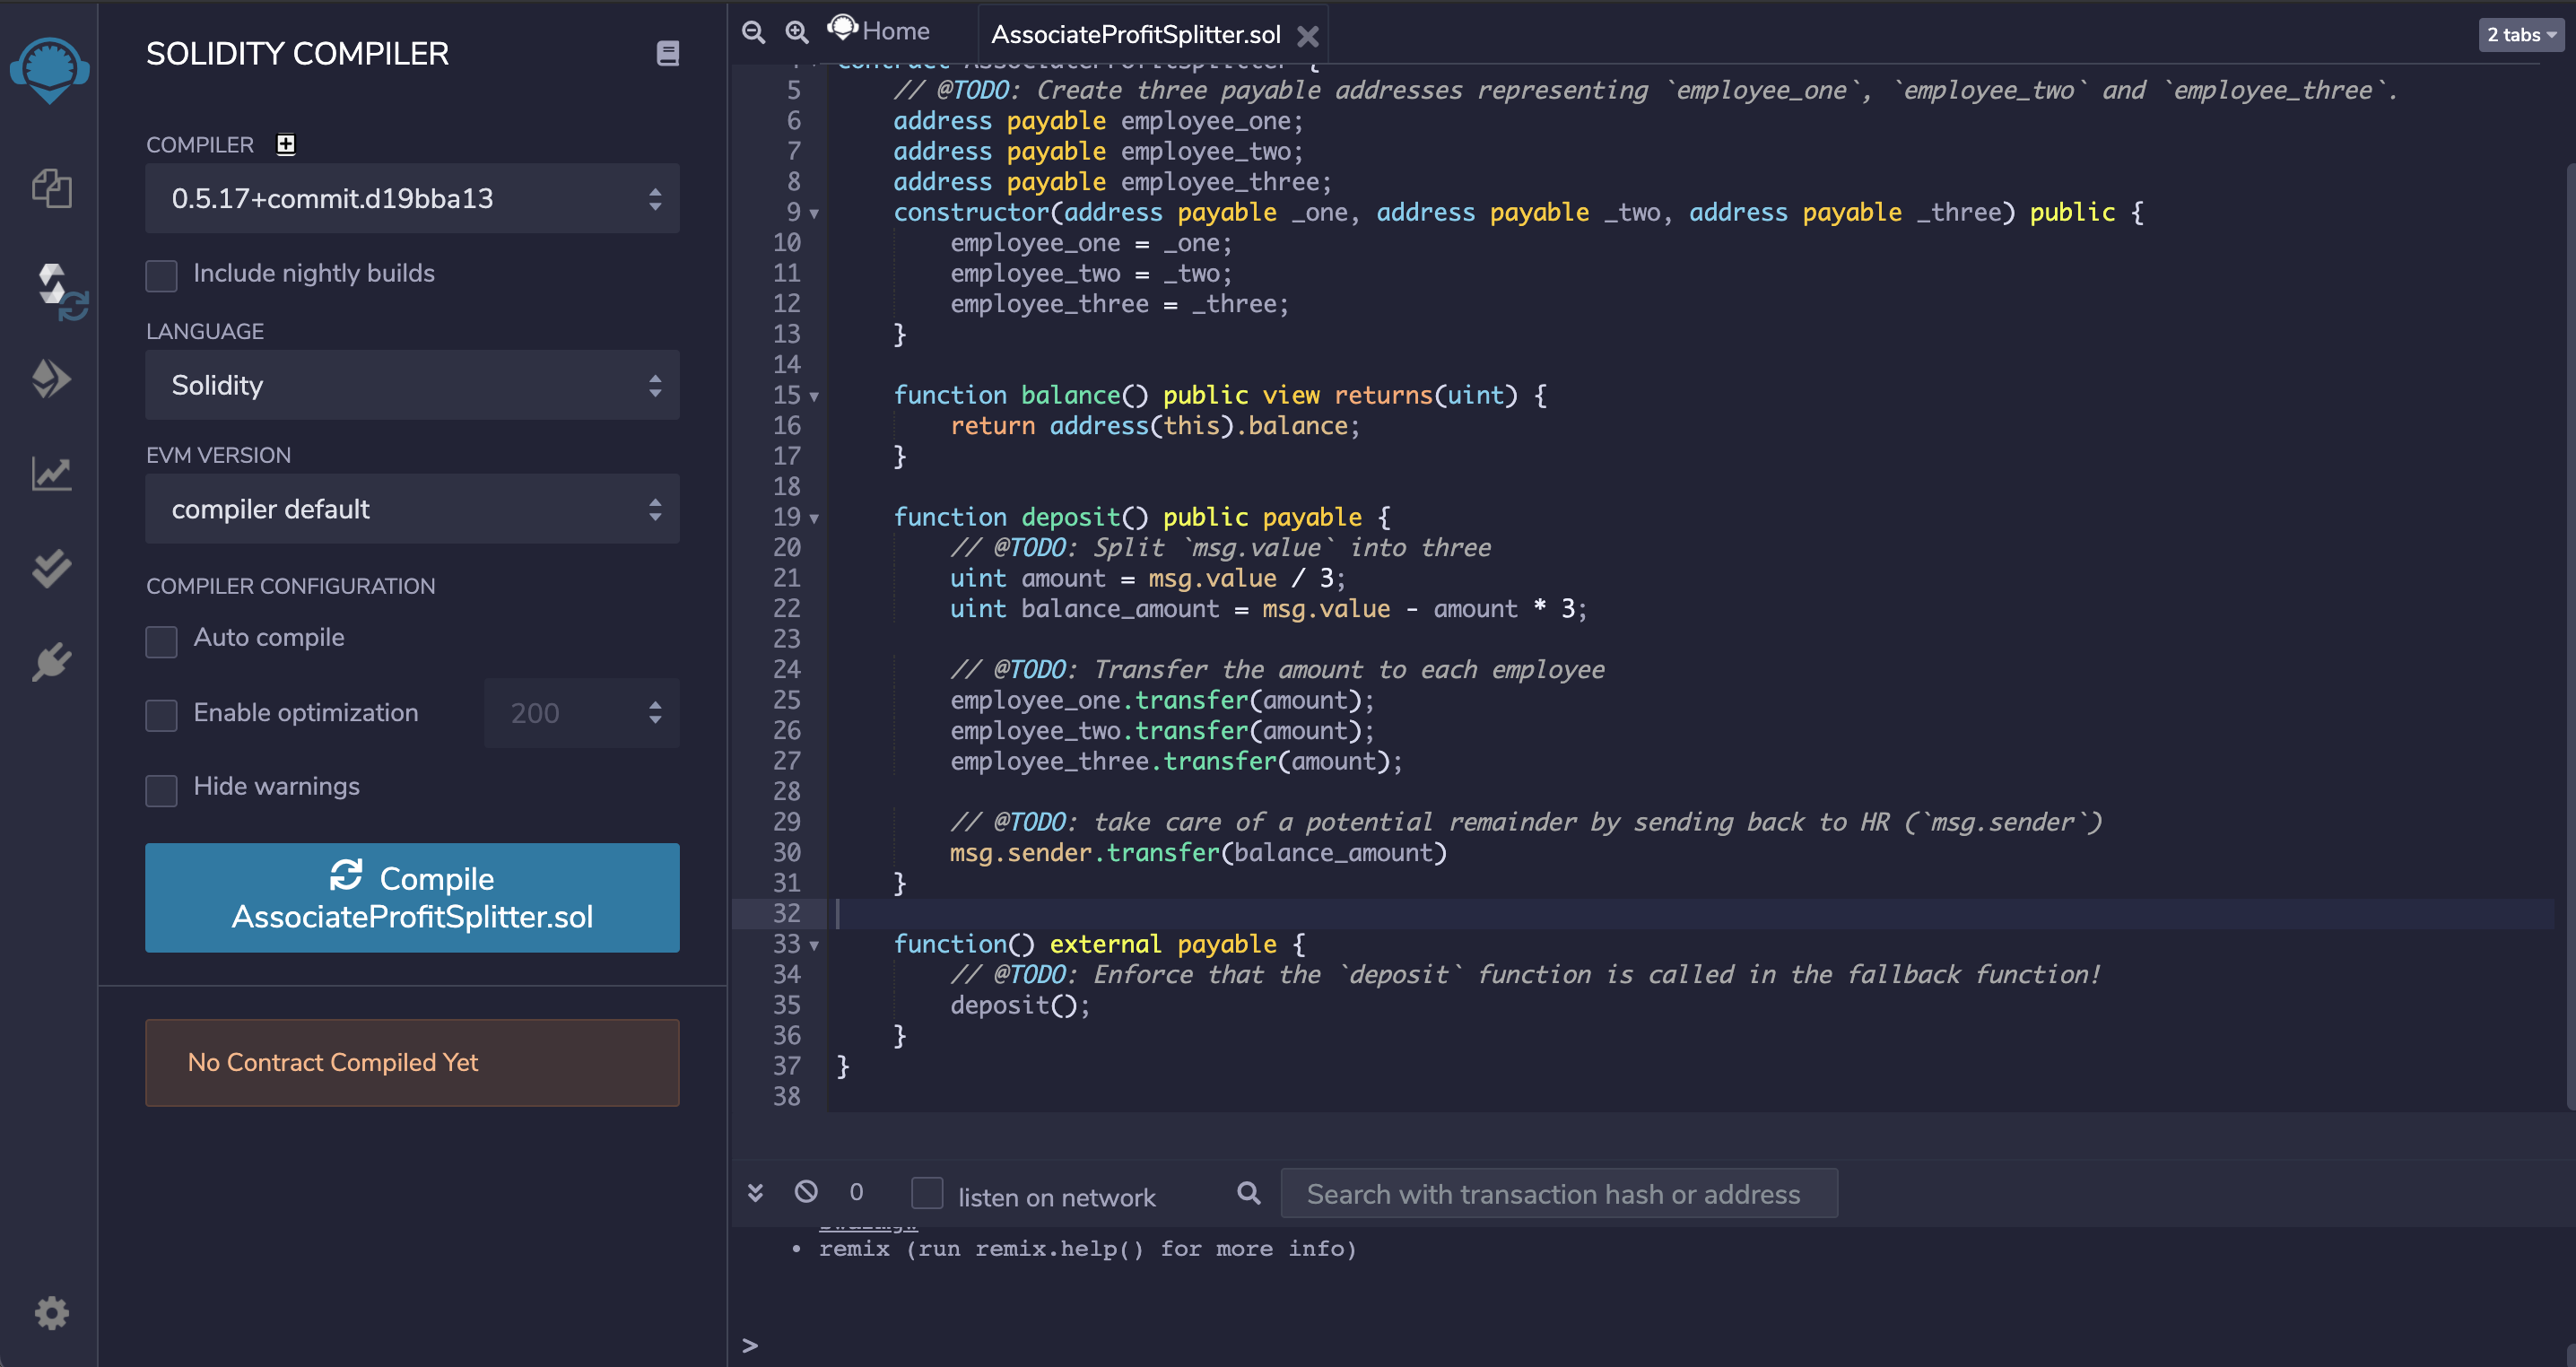 SOLIDITY COMPILER
COMPILER
0.5.17+commit.d19bba13
Include nightly builds
LANGUAGE
Solidity
EVM VERSION
compiler default
COMPILER CONFIGURATION
Auto compile
Enable optimization 200
Hide warnings
Compile
AssociateProfitSplitter.sol
No Contract Compiled Yet
Home AssociateProfitSplitter.sol 2 tabs
contract AssociateProfitSplitter {
5 // @TODO: Create three payable addresses representing `employee_one`, `employee_two` and `employee_three`.
6 address payable employee_one;
7 address payable employee_two;
8 address payable employee_three;
9 constructor(address payable _one, address payable _two, address payable _three) public {
10 employee_one = _one;
11 employee_two = _two;
12 employee_three = _three;
13 }
14
15 function balance() public view returns(uint) {
16 return address(this).balance;
17 }
18
19 function deposit() public payable {
20 // @TODO: Split `msg.value` into three
21 uint amount = msg.value / 3;
22 uint balance_amount = msg.value - amount * 3;
23
24 // @TODO: Transfer the amount to each employee
25 employee_one.transfer(amount);
26 employee_two.transfer(amount);
27 employee_three.transfer(amount);
28
29 // @TODO: take care of a potential remainder by sending back to HR (`msg.sender`)
30 msg.sender.transfer(balance_amount)
31 }
32
33 function() external payable {
34 // @TODO: Enforce that the `deposit` function is called in the fallback function!
35 deposit();
36 }
37 }
38
0 listen on network Search with transaction hash or address
• remix (run remix.help() for more info)
>